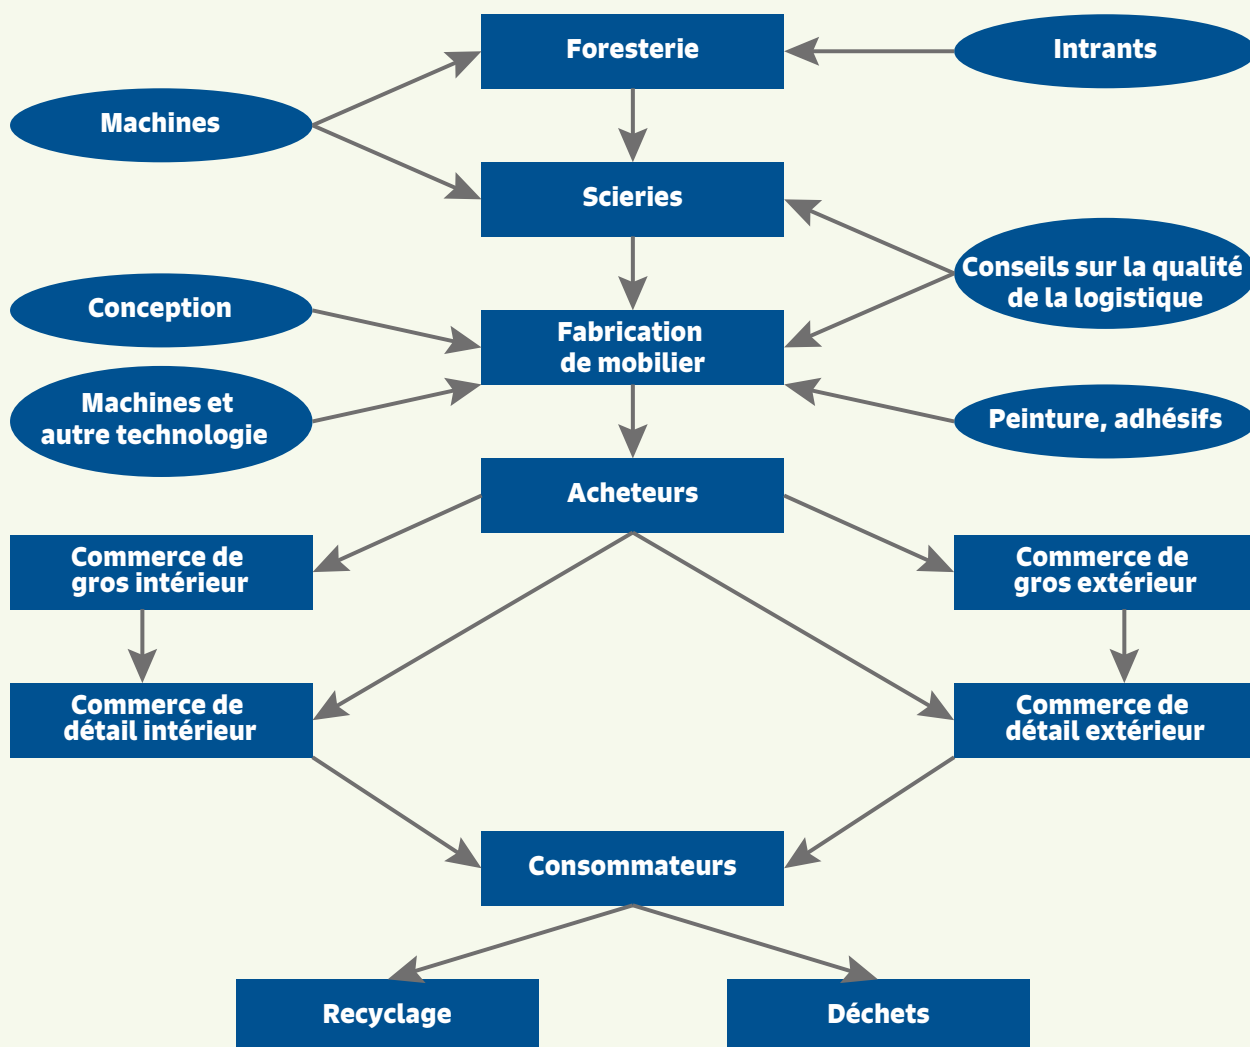 Foresterie
Intrants
Machines
Scieries
Conseils sur la qualité
de la logistique
Conception
Fabrication
de mobilier
Machines et
autre technologie
Peinture, adhésifs
Acheteurs
Commerce de
gros intérieur
Commerce de
gros extérieur
Commerce de
détail intérieur
Commerce de
détail extérieur
Consommateurs
Recyclage
Déchets